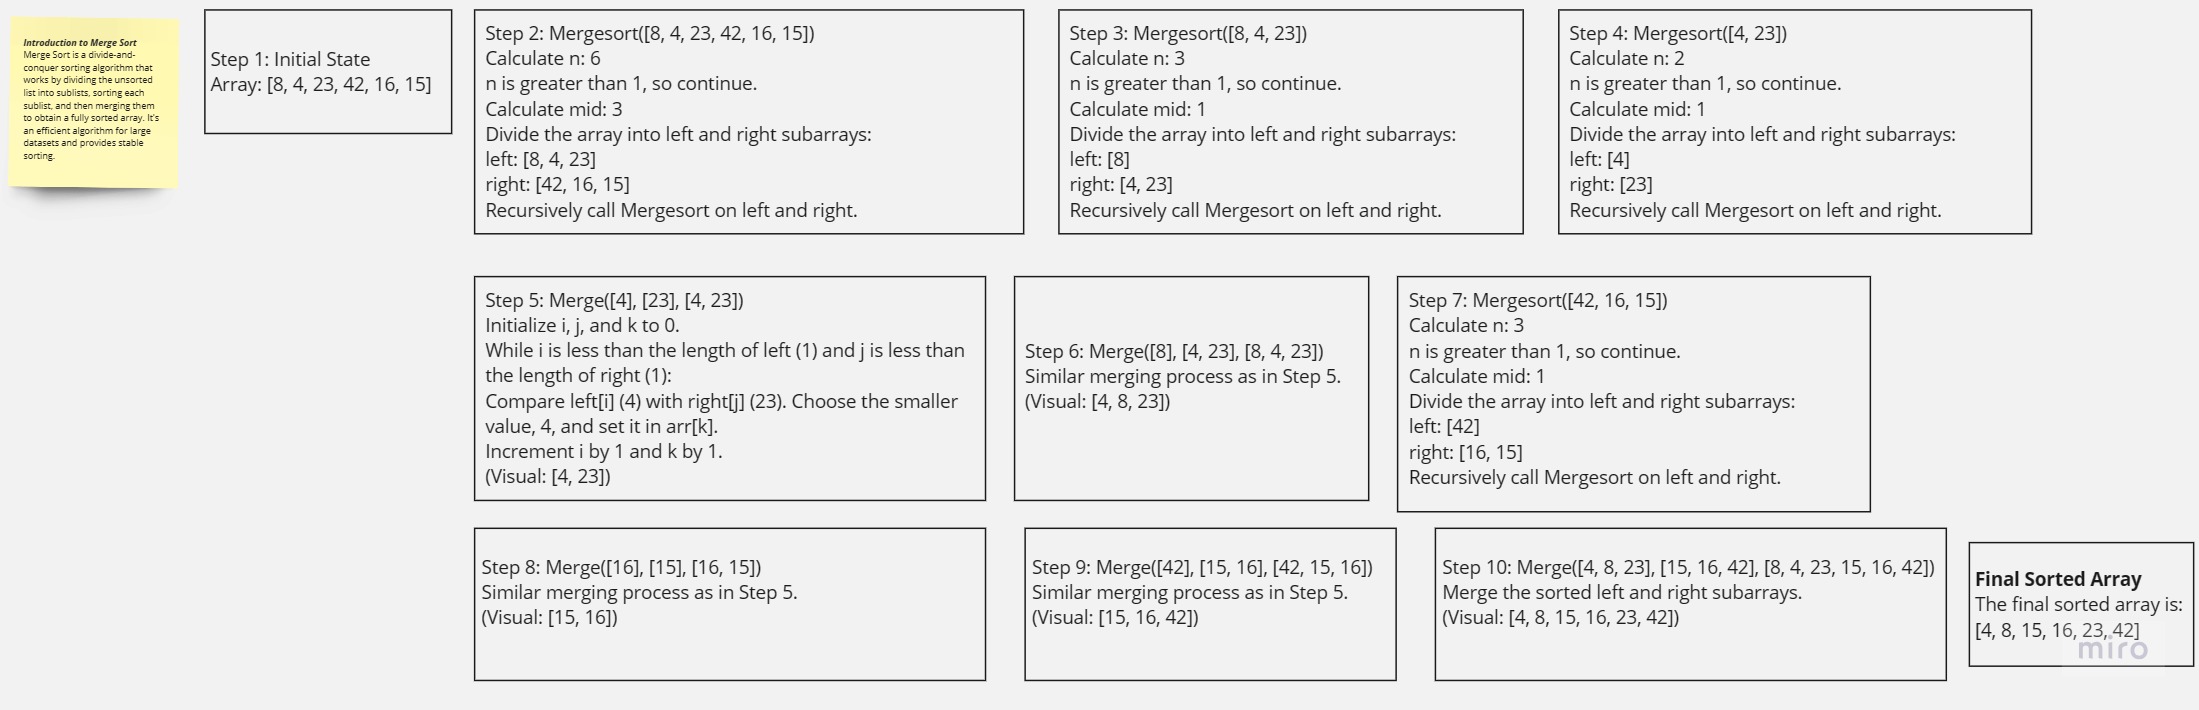 Introduction to Merge Sort
Merge Sort is a divide-and-
conquer sorting algorithm that
works by dividing the unsorted
list into sublists, sorting each
sublist, and then merging them
to obtain a fully sorted array. It's
an efficient algorithm for large
datasets and provides stable
sorting.
Step 1: Initial State
Array: [8, 4, 23, 42, 16, 15]
Step 2: Mergesort([8, 4, 23, 42, 16, 15])
Calculate n: 6
n is greater than 1, so continue.
Calculate mid: 3
Divide the array into left and right subarrays:
left: [8, 4, 23]
right: [42, 16, 15]
Recursively call Mergesort on left and right.
Step 3: Mergesort([8, 4, 23])
Calculate n: 3
n is greater than 1, so continue.
Calculate mid: 1
Divide the array into left and right subarrays:
left: [8]
right: [4, 23]
Recursively call Mergesort on left and right.
Step 4: Mergesort([4, 23])
Calculate n: 2
n is greater than 1, so continue.
Calculate mid: 1
Divide the array into left and right subarrays:
left: [4]
right: [23]
Recursively call Mergesort on left and right.
Step 5: Merge([4], [23], [4, 23])
Initialize i, j, and k to 0.
While i is less than the length of left (1) and j is less than
the length of right (1):
Compare left[i] (4) with right[j] (23). Choose the smaller
value, 4, and set it in arr[k].
Increment i by 1 and k by 1.
(Visual: [4, 23])
Step 6: Merge([8], [4, 23], [8, 4, 23])
Similar merging process as in Step 5.
(Visual: [4, 8, 23])
Step 7: Mergesort([42, 16, 15])
Calculate n: 3
n is greater than 1, so continue.
Calculate mid: 1
Divide the array into left and right subarrays:
left: [42]
right: [16, 15]
Recursively call Mergesort on left and right.
Step 8: Merge([16], [15], [16, 15])
Similar merging process as in Step 5.
(Visual: [15, 16])
Step 9: Merge([42], [15, 16], [42, 15, 16])
Similar merging process as in Step 5.
(Visual: [15, 16, 42])
Step 10: Merge([4, 8, 23], [15, 16, 42], [8, 4, 23, 15, 16, 42])
Merge the sorted left and right subarrays.
(Visual: [4, 8, 15, 16, 23, 42])
Final Sorted Array
The final sorted array is:
[4, 8, 15, 16, 23, 42]
miro